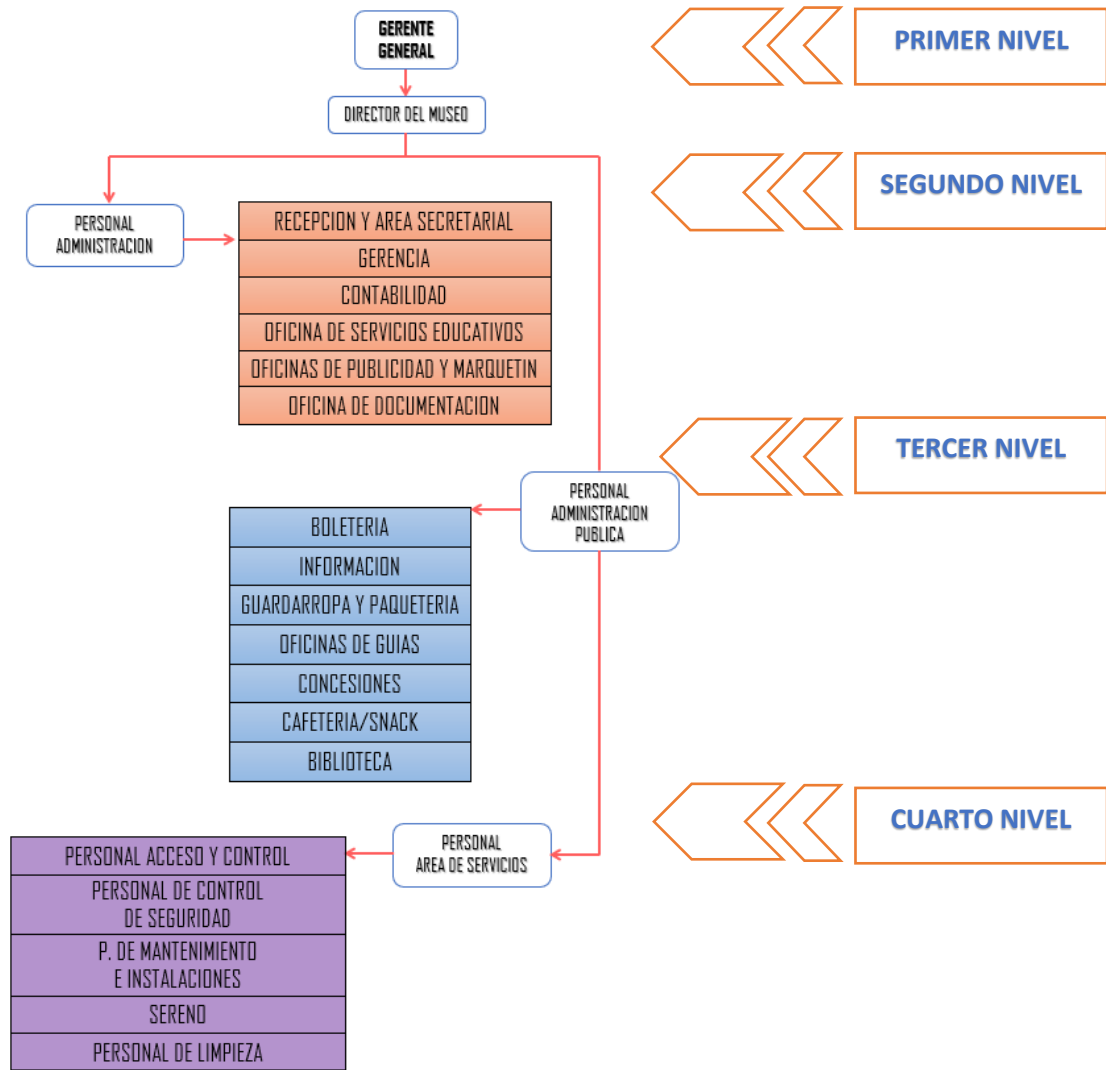 GERENTE
GENERAL
PRIMER NIVEL
DIRECTOR DEL MUSEO
SEGUNDO NIVEL
PERSONAL
ADMINISTRACION
RECEPCION Y AREA SECRETARIAL
GERENCIA
CONTABILIDAD
OFICINA DE SERVICIOS EDUCATIVOS
OFICINAS DE PUBLICIDAD Y MARQUETIN
OFICINA DE DOCUMENTACION
TERCER NIVEL
PERSONAL
ADMINISTRACION
PUBLICA
BOLETERIA
INFORMACION
GUARDARROPA Y PAQUETERIA
OFICINAS DE GUIAS
CONCESIONES
CAFETERIA/SNACK
BIBLIOTECA
CUARTO NIVEL
PERSONAL
AREA DE SERVICIOS
PERSONAL ACCESO Y CONTROL
PERSONAL DE CONTROL
DE SEGURIDAD
P. DE MANTENIMIENTO
E INSTALACIONES
SERENO
PERSONAL DE LIMPIEZA